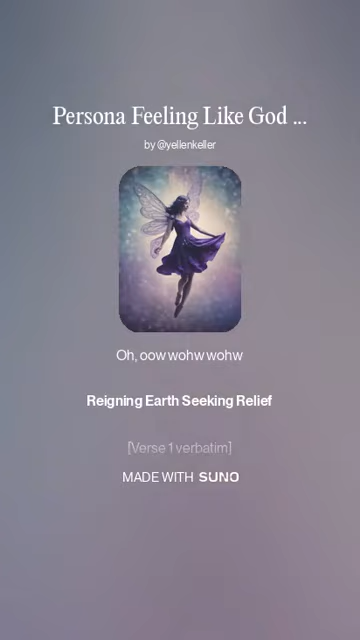 Persona Feeling Like God ...
by @yellenkeller
Oh, oow wohw wohw
Reigning Earth Seeking Relief
[Verse 1 verbatim]
MADE WITH SUNO